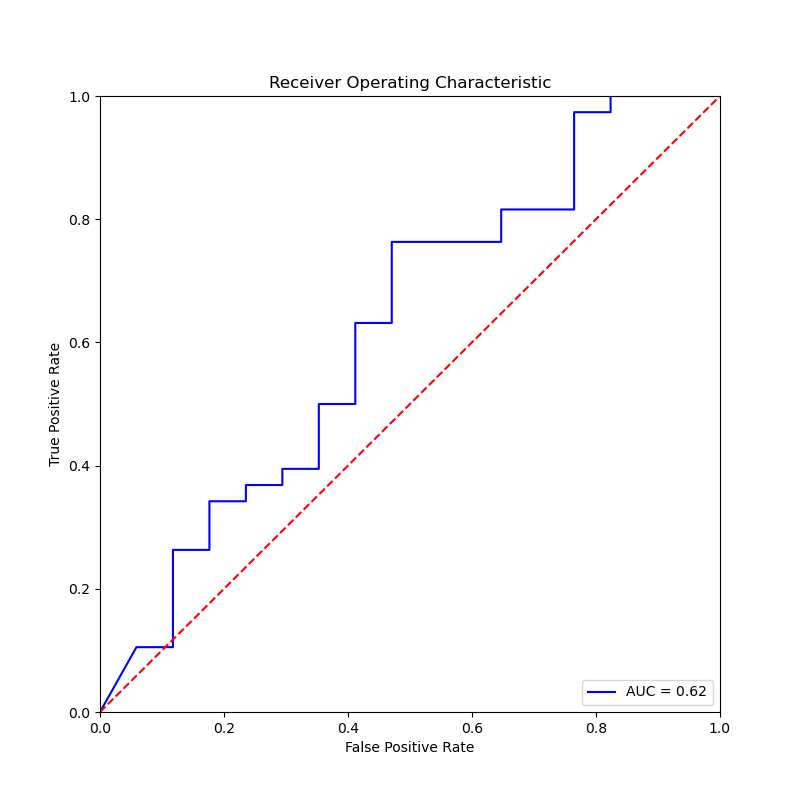 Receiver Operating Characteristic
1.0
0.8
0.6
0.4
0.2
0.0
True Positive Rate
0.0 0.2 0.4 0.6 0.8 1.0
False Positive Rate
AUC = 0.62